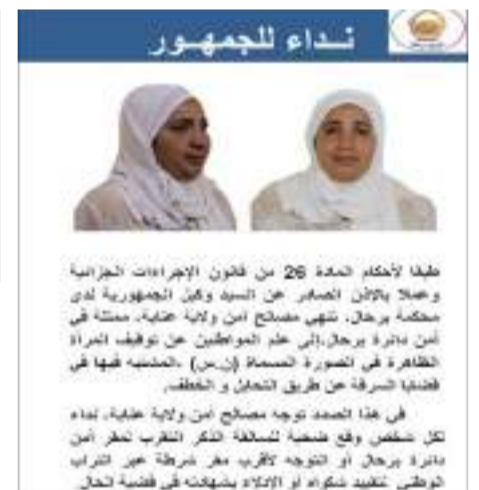 نـداء للجمهـور
طبقا لأحكام المادة 26 من قانون الإجراءات الجزائية
وعملا بالإذن الصادر عن السيد وكيل الجمهورية لدى
محكمة برحال، تنهي مصالح أمن ولاية عنابة، ممثلة في
أمن دائرة برحال،إلى علم المواطنين عن توقيف المرأة
الظاهرة في الصورة المسماة (ن.س) ،المشتبه فيها في
قضايا السرقة عن طريق التحايل و الخطف.
في هذا الصدد توجه مصالح أمن ولاية عنابة، نداء
لكل شخص وقع ضحية للسالفة الذكر التقرب لمقر أمن
دائرة برحال أو التوجه لأقرب مقر شرطة عبر التراب
الوطني لتقييد شكواه أو الإدلاء بشهادته في قضية الحال.